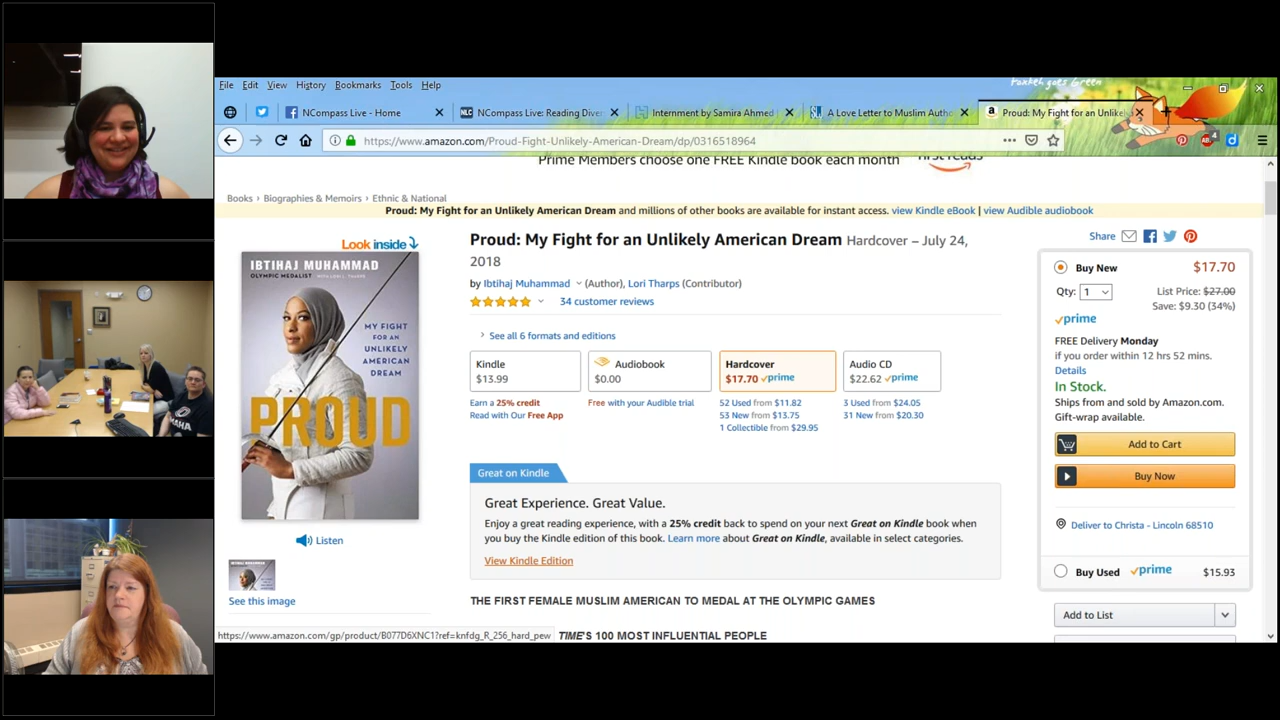 File Edit View History Bookmarks Tools Help
NCompass Live - Home
NCompass Live: Reading Dive
Internment by Samira Ahmed
A Love Letter to Muslim Autho
Proud: My Fight for an Unlikely
https://www.amazon.com/Proud-Fight-Unlikely-American-Dream/dp/0316518964
Prime Members choose one FREE Kindle book each month
Books › Biographies & Memoirs › Ethnic & National
Proud: My Fight for an Unlikely American Dream and millions of other books are available for instant access. view Kindle eBook | view Audible audiobook
Look inside
IBTIHAJ MUHAMMAD
OLYMPIC MEDALIST
MY FIGHT
FOR AN
UNLIKELY
AMERICAN
DREAM
PROUD
Listen
See this image
Proud: My Fight for an Unlikely American Dream Hardcover – July 24,
2018
by Ibtihaj Muhammad (Author), Lori Tharps (Contributor)
34 customer reviews
› See all 6 formats and editions
Kindle
$13.99
Earn a 25% credit
Read with Our Free App
Audiobook
$0.00
Free with your Audible trial
Hardcover
$17.70 prime
52 Used from $11.82
53 New from $13.75
1 Collectible from $29.95
Audio CD
$22.62 prime
3 Used from $24.05
31 New from $20.30
Great on Kindle
Great Experience. Great Value.
Enjoy a great reading experience, with a 25% credit back to spend on your next Great on Kindle book when
you buy the Kindle edition of this book. Learn more about Great on Kindle, available in select categories.
View Kindle Edition
THE FIRST FEMALE MUSLIM AMERICAN TO MEDAL AT THE OLYMPIC GAMES
TIME'S 100 MOST INFLUENTIAL PEOPLE
https://www.amazon.com/gp/product/B077D6XNC1?ref=knfdg_R_256_hard_pew
Share
Buy New $17.70
Qty: 1
List Price: $27.00
Save: $9.30 (34%)
prime
FREE Delivery Monday
if you order within 12 hrs 52 mins.
Details
In Stock.
Ships from and sold by Amazon.com.
Gift-wrap available.
Add to Cart
Buy Now
Deliver to Christa - Lincoln 68510
Buy Used prime $15.93
Add to List